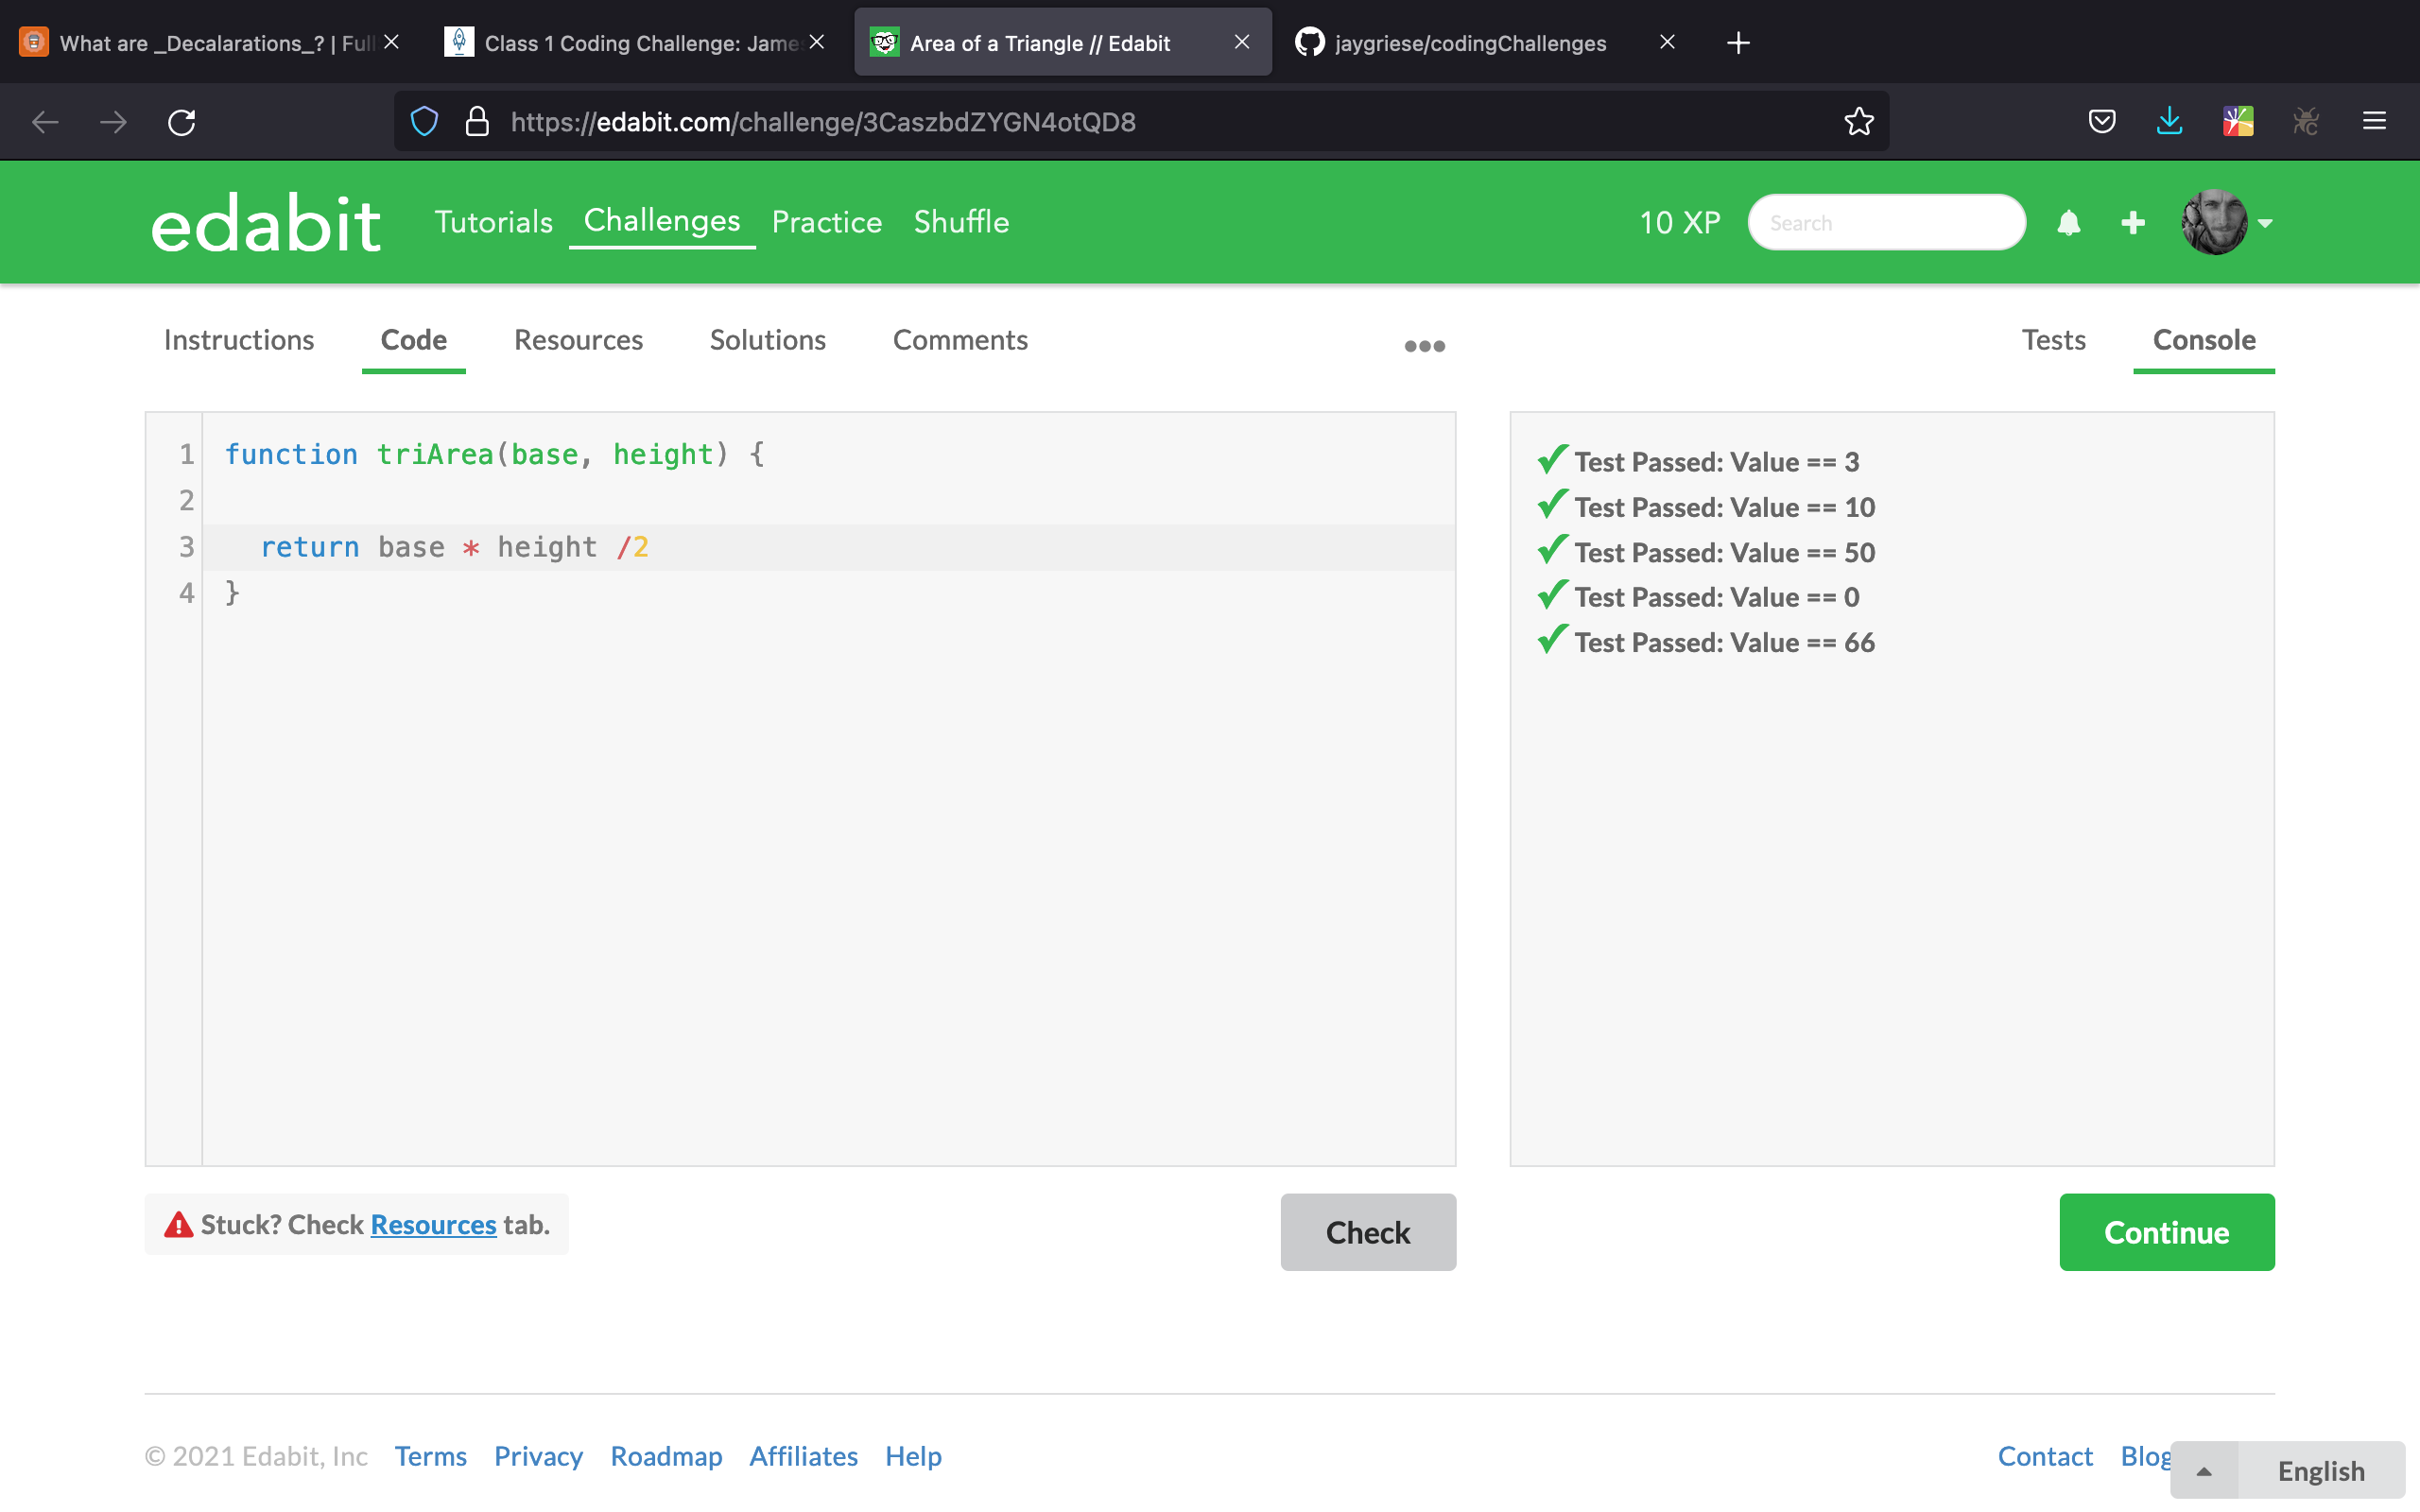 What are _Decalarations_? | Full
Class 1 Coding Challenge: Jame
Area of a Triangle // Edabit
jaygriese/codingChallenges
https://edabit.com/challenge/3CaszbdZYGN4otQD8
edabit
Tutorials Challenges Practice Shuffle
10 XP
Search
Instructions Code Resources Solutions Comments
Tests Console
1 function triArea(base, height) {
2
3 return base * height /2
4 }
Test Passed: Value == 3
Test Passed: Value == 10
Test Passed: Value == 50
Test Passed: Value == 0
Test Passed: Value == 66
Stuck? Check Resources tab.
Check
Continue
© 2021 Edabit, Inc Terms Privacy Roadmap Affiliates Help
Contact Blog
English